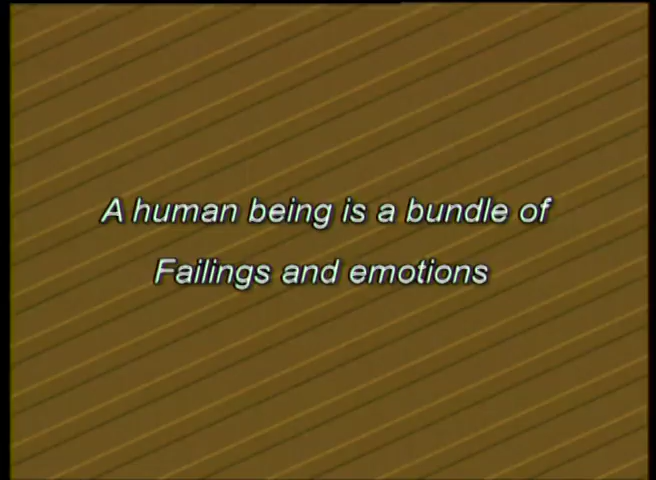 A human being is a bundle of
Failings and emotions